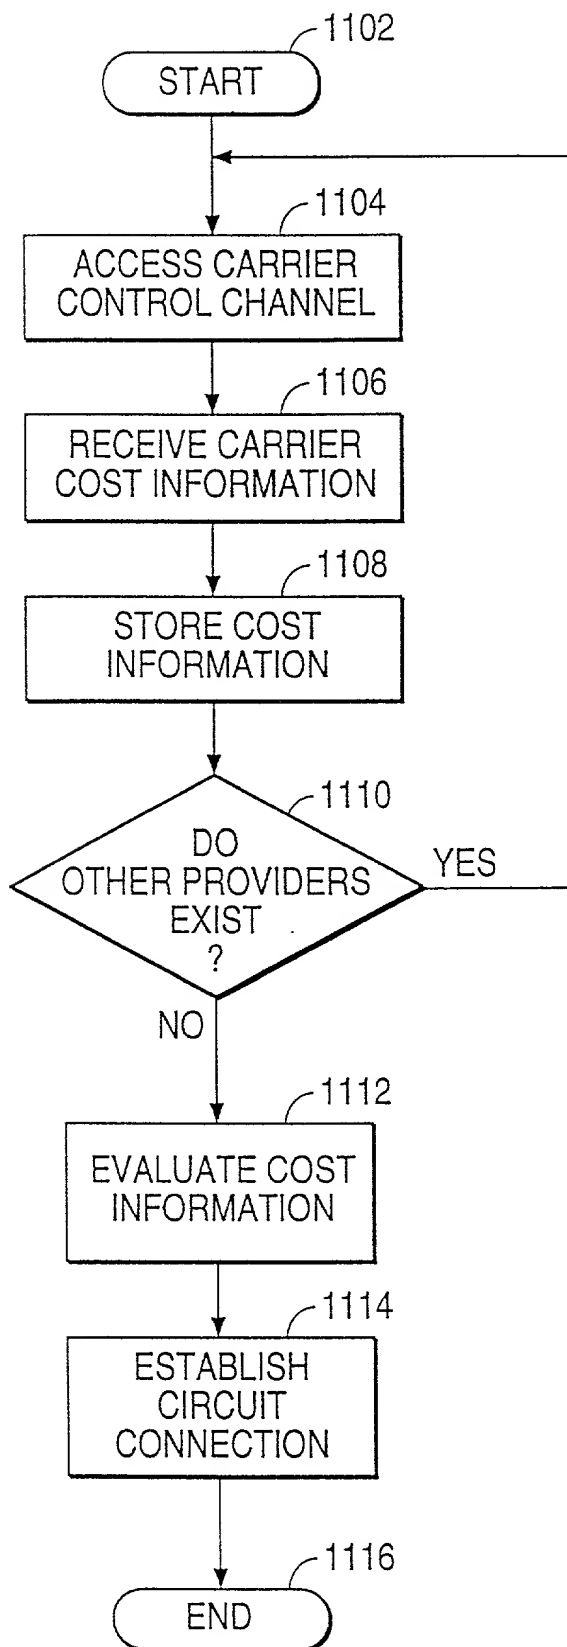 1102
START
1104
ACCESS CARRIER
CONTROL CHANNEL
1106
RECEIVE CARRIER
COST INFORMATION
1108
STORE COST
INFORMATION
1110
DO
OTHER PROVIDERS
EXIST
?
YES
NO
1112
EVALUATE COST
INFORMATION
1114
ESTABLISH
CIRCUIT
CONNECTION
1116
END